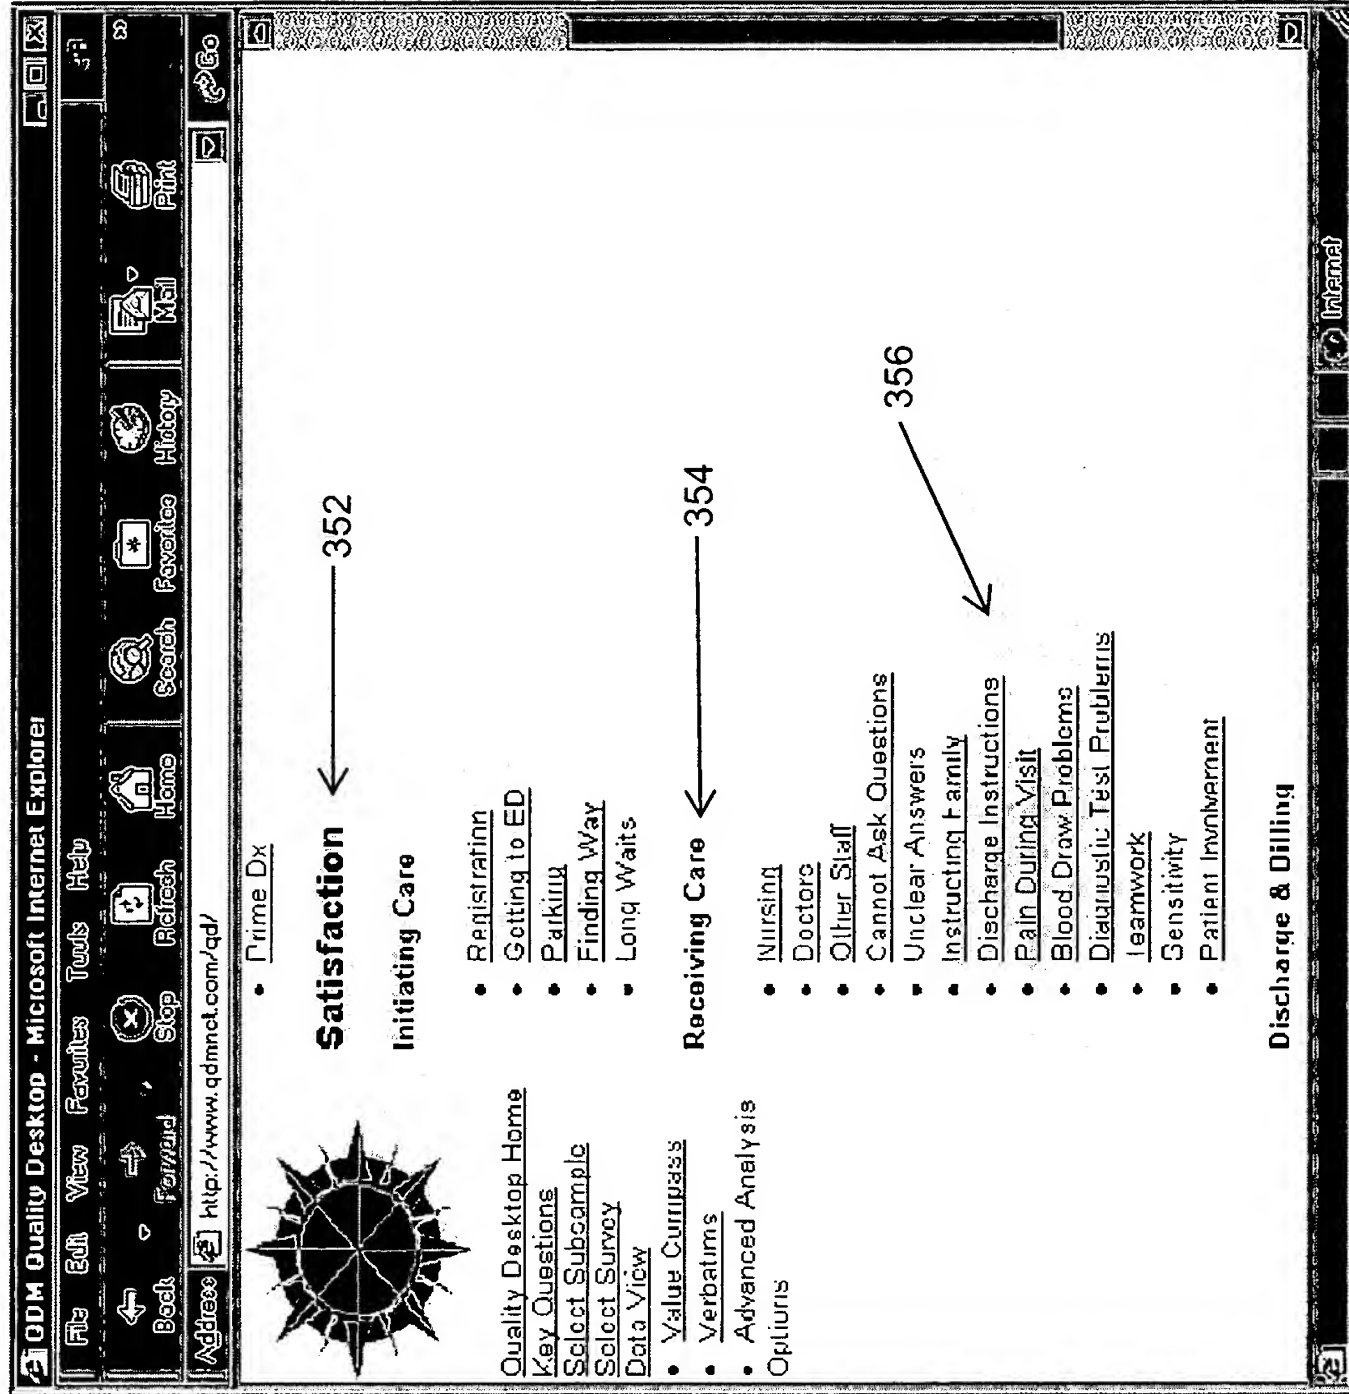 QDM Quality Desktop - Microsoft Internet Explorer
File Edit View Favorites Tools Help
Back Forward Stop Refresh Home Search Favorites History Mail Print
Address http://www.qdmnet.com/qd/ Go
• Prime Dx
Satisfaction
352
Initiating Care
• Registration
• Getting to ED
• Parking
• Finding Way
• Long Waits
Receiving Care
354
• Nursing
• Doctors
• Other Staff
• Cannot Ask Questions
• Unclear Answers
• Instructing Family
• Discharge Instructions
356
• Pain During Visit
• Blood Draw Problems
• Diagnostic Test Problems
• Teamwork
• Sensitivity
• Patient Involvement
Discharge & Billing
Quality Desktop Home
Key Questions
Select Subsample
Select Survey
Data View
• Value Compass
• Verbatims
• Advanced Analysis
Options
Internet